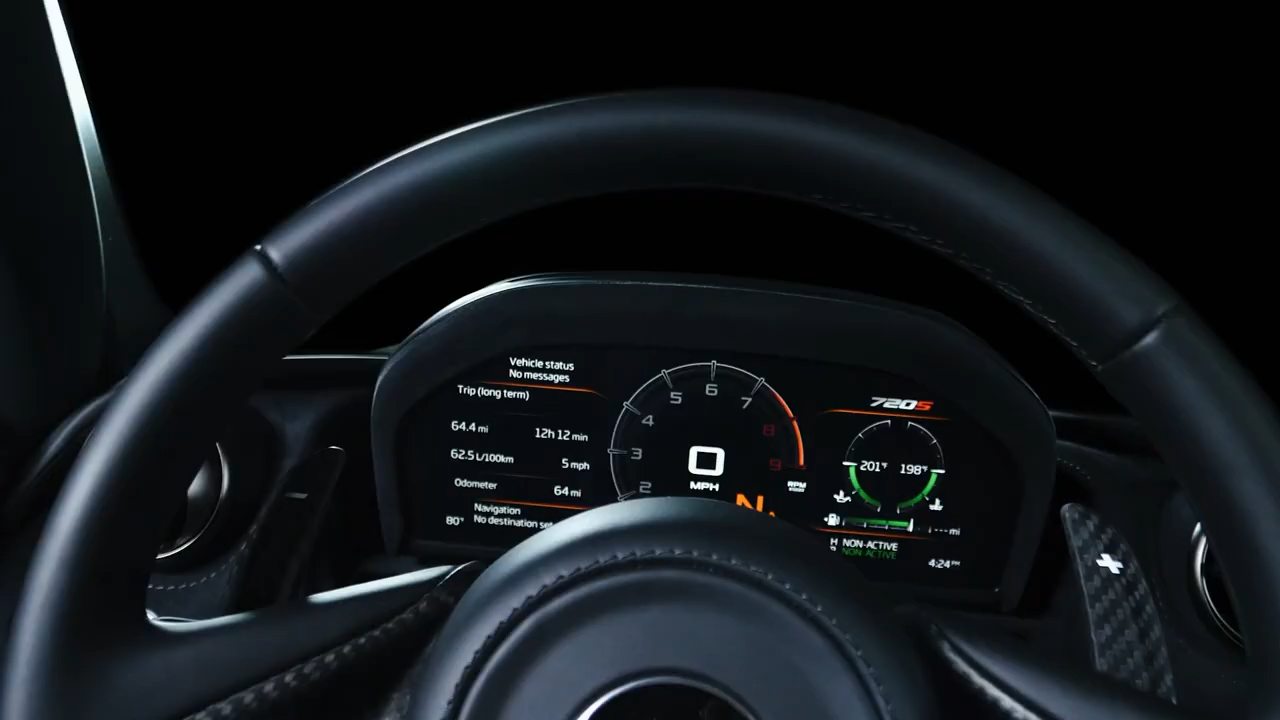 Vehicle status
No messages
Trip (long term)
64.4 mi
12h 12 min
62.5 L/100km
5 mph
Odometer
64 mi
Navigation
No destination set
80°
2
3
4
5
6
7
8
9
0
MPH
RPM
N
720S
201°F 198°F
---mi
H NON-ACTIVE
P NON-ACTIVE
4:24 PM
+